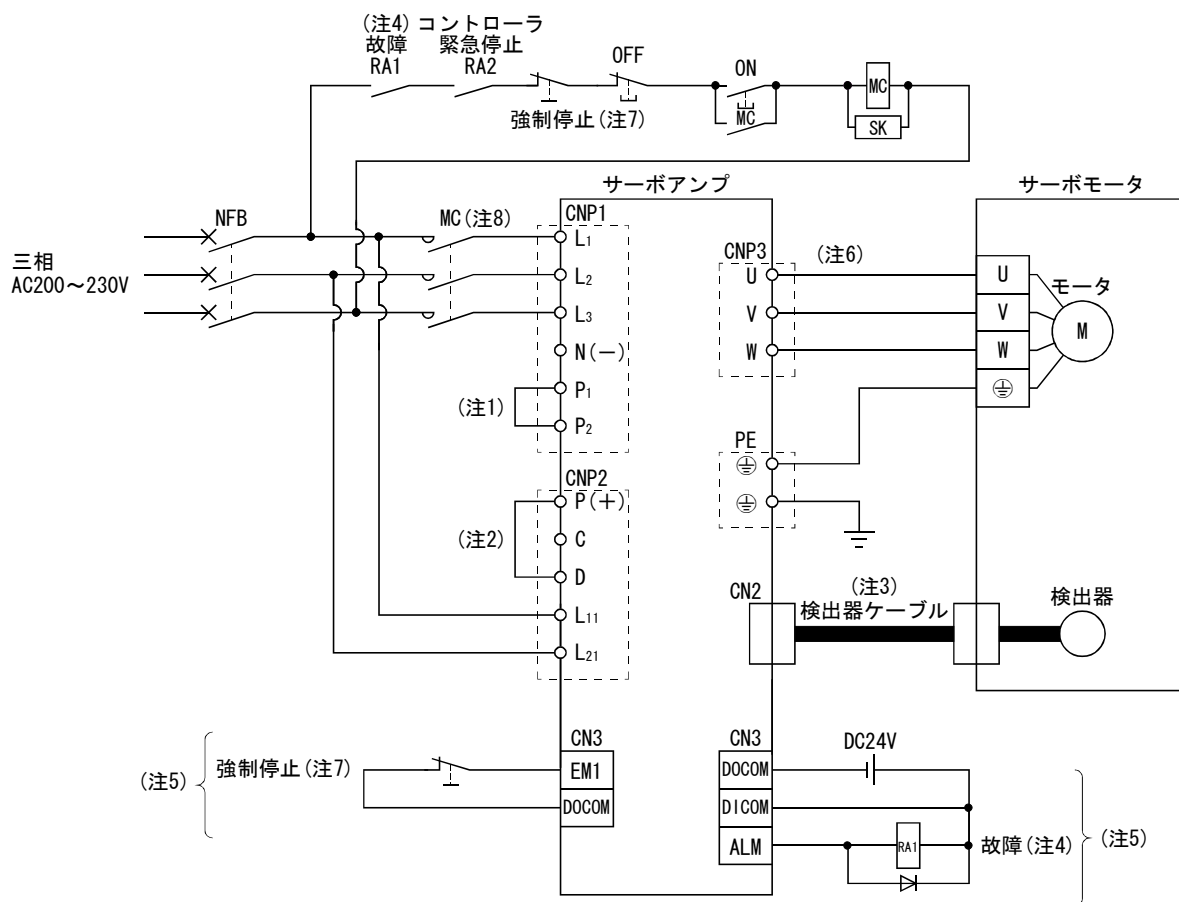 (注4) コントローラ
故障 緊急停止
RA1 RA2
OFF
ON
MC
SK
強制停止(注7)
MC
サーボアンプ
サーボモータ
NFB
MC(注8)
CNP1
三相
AC200～230V
L1
L2
L3
N(－)
P1
P2
(注1)
CNP3
U
V
W
(注6)
U
V
W
モータ
M
PE
CNP2
P(＋)
C
D
L11
L21
(注2)
CN2
(注3)
検出器ケーブル
検出器
CN3
(注5)
強制停止(注7)
EM1
DOCOM
CN3
DC24V
DOCOM
DICOM
ALM
RA1
故障(注4)
(注5)